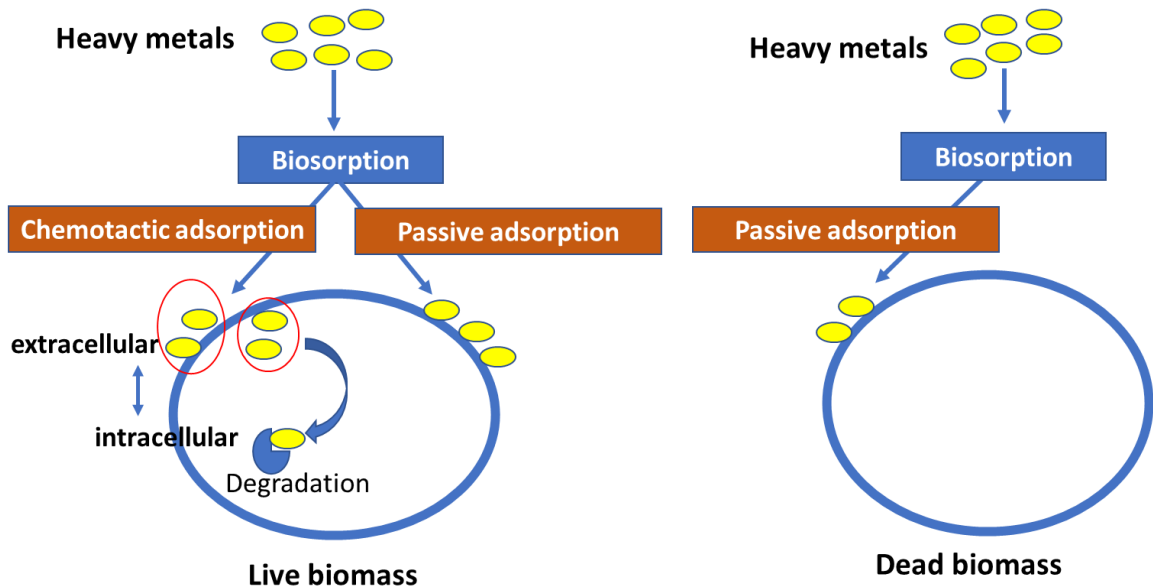 Heavy metals
Biosorption
Chemotactic adsorption
Passive adsorption
extracellular
intracellular
Degradation
Live biomass
Heavy metals
Biosorption
Passive adsorption
Dead biomass